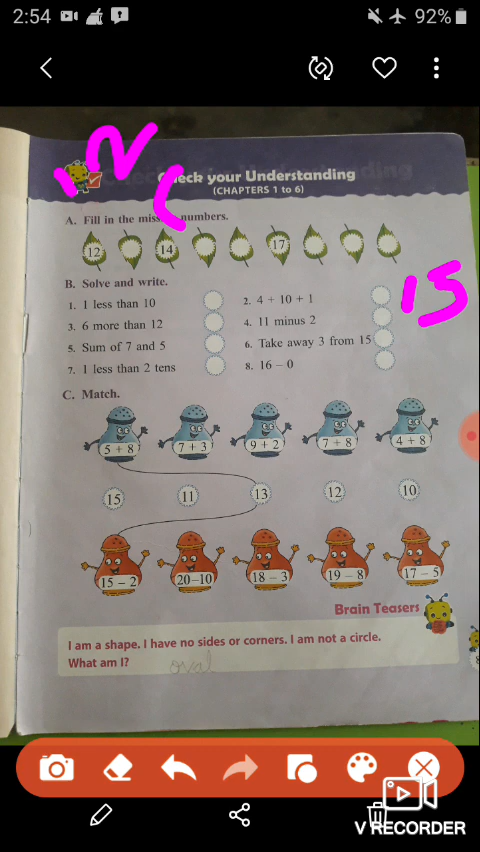 2:54 92%
Check your Understanding
(CHAPTERS 1 to 6)
A. Fill in the numbers.
12 14 17
B. Solve and write.
1. 1 less than 10 2. 4 + 10 + 1 15
3. 6 more than 12 4. 11 minus 2
5. Sum of 7 and 5 6. Take away 3 from 15
7. 1 less than 2 tens 8. 16 – 0
C. Match.
5 + 8 7 + 3 9 + 2 7 + 8 4 + 8
15 11 13 12 10
15 – 2 20–10 18 – 3 19 – 8 17 – 5
Brain Teasers
I am a shape. I have no sides or corners. I am not a circle.
What am I? oval
V RECORDER